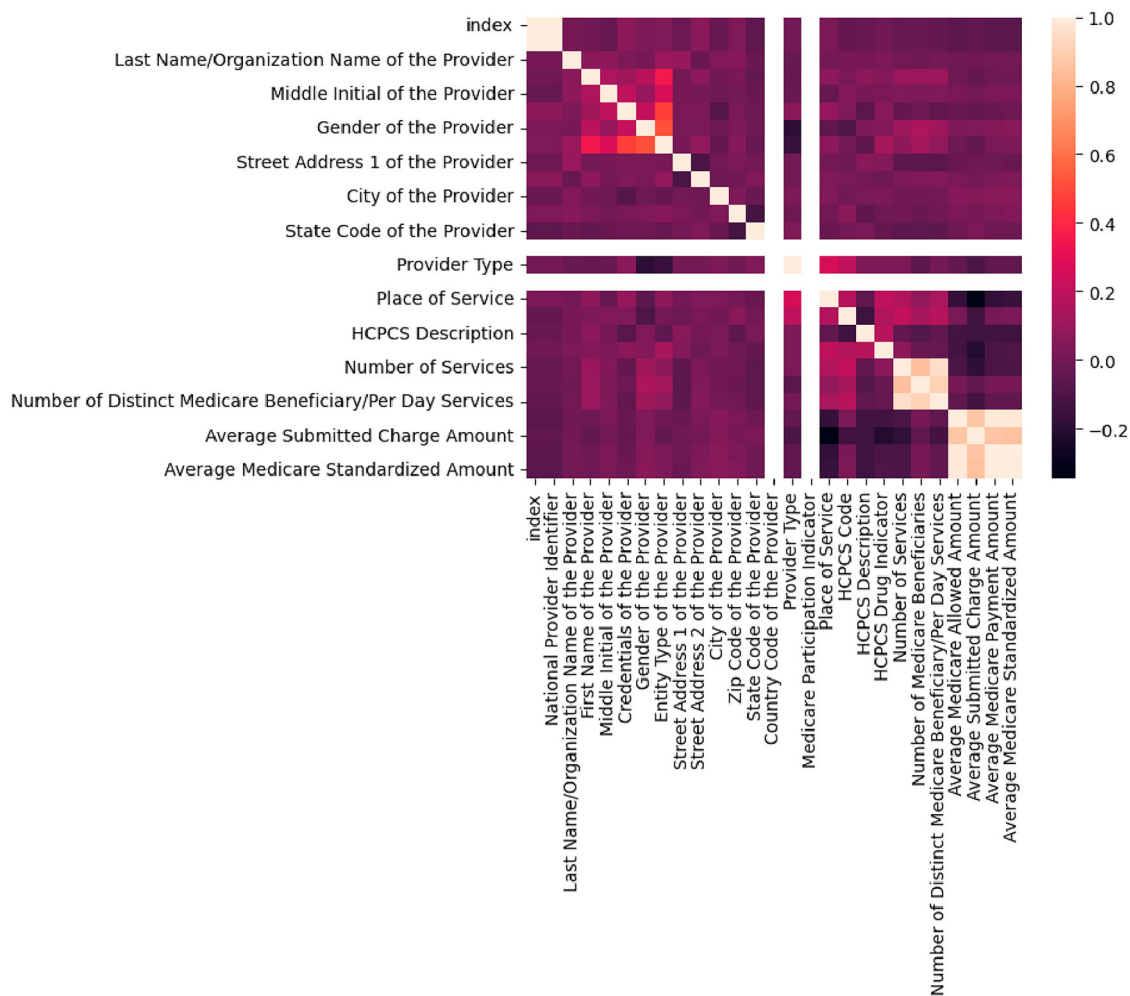 index
Last Name/Organization Name of the Provider
Middle Initial of the Provider
Gender of the Provider
Street Address 1 of the Provider
City of the Provider
State Code of the Provider
Provider Type
Place of Service
HCPCS Description
Number of Services
Number of Distinct Medicare Beneficiary/Per Day Services
Average Submitted Charge Amount
Average Medicare Standardized Amount
index
National Provider Identifier
Last Name/Organization Name of the Provider
First Name of the Provider
Middle Initial of the Provider
Credentials of the Provider
Gender of the Provider
Entity Type of the Provider
Street Address 1 of the Provider
Street Address 2 of the Provider
City of the Provider
Zip Code of the Provider
State Code of the Provider
Country Code of the Provider
Provider Type
Medicare Participation Indicator
Place of Service
HCPCS Code
HCPCS Description
HCPCS Drug Indicator
Number of Services
Number of Medicare Beneficiaries
Number of Distinct Medicare Beneficiary/Per Day Services
Average Medicare Allowed Amount
Average Submitted Charge Amount
Average Medicare Payment Amount
Average Medicare Standardized Amount
1.0
0.8
0.6
0.4
0.2
0.0
−0.2